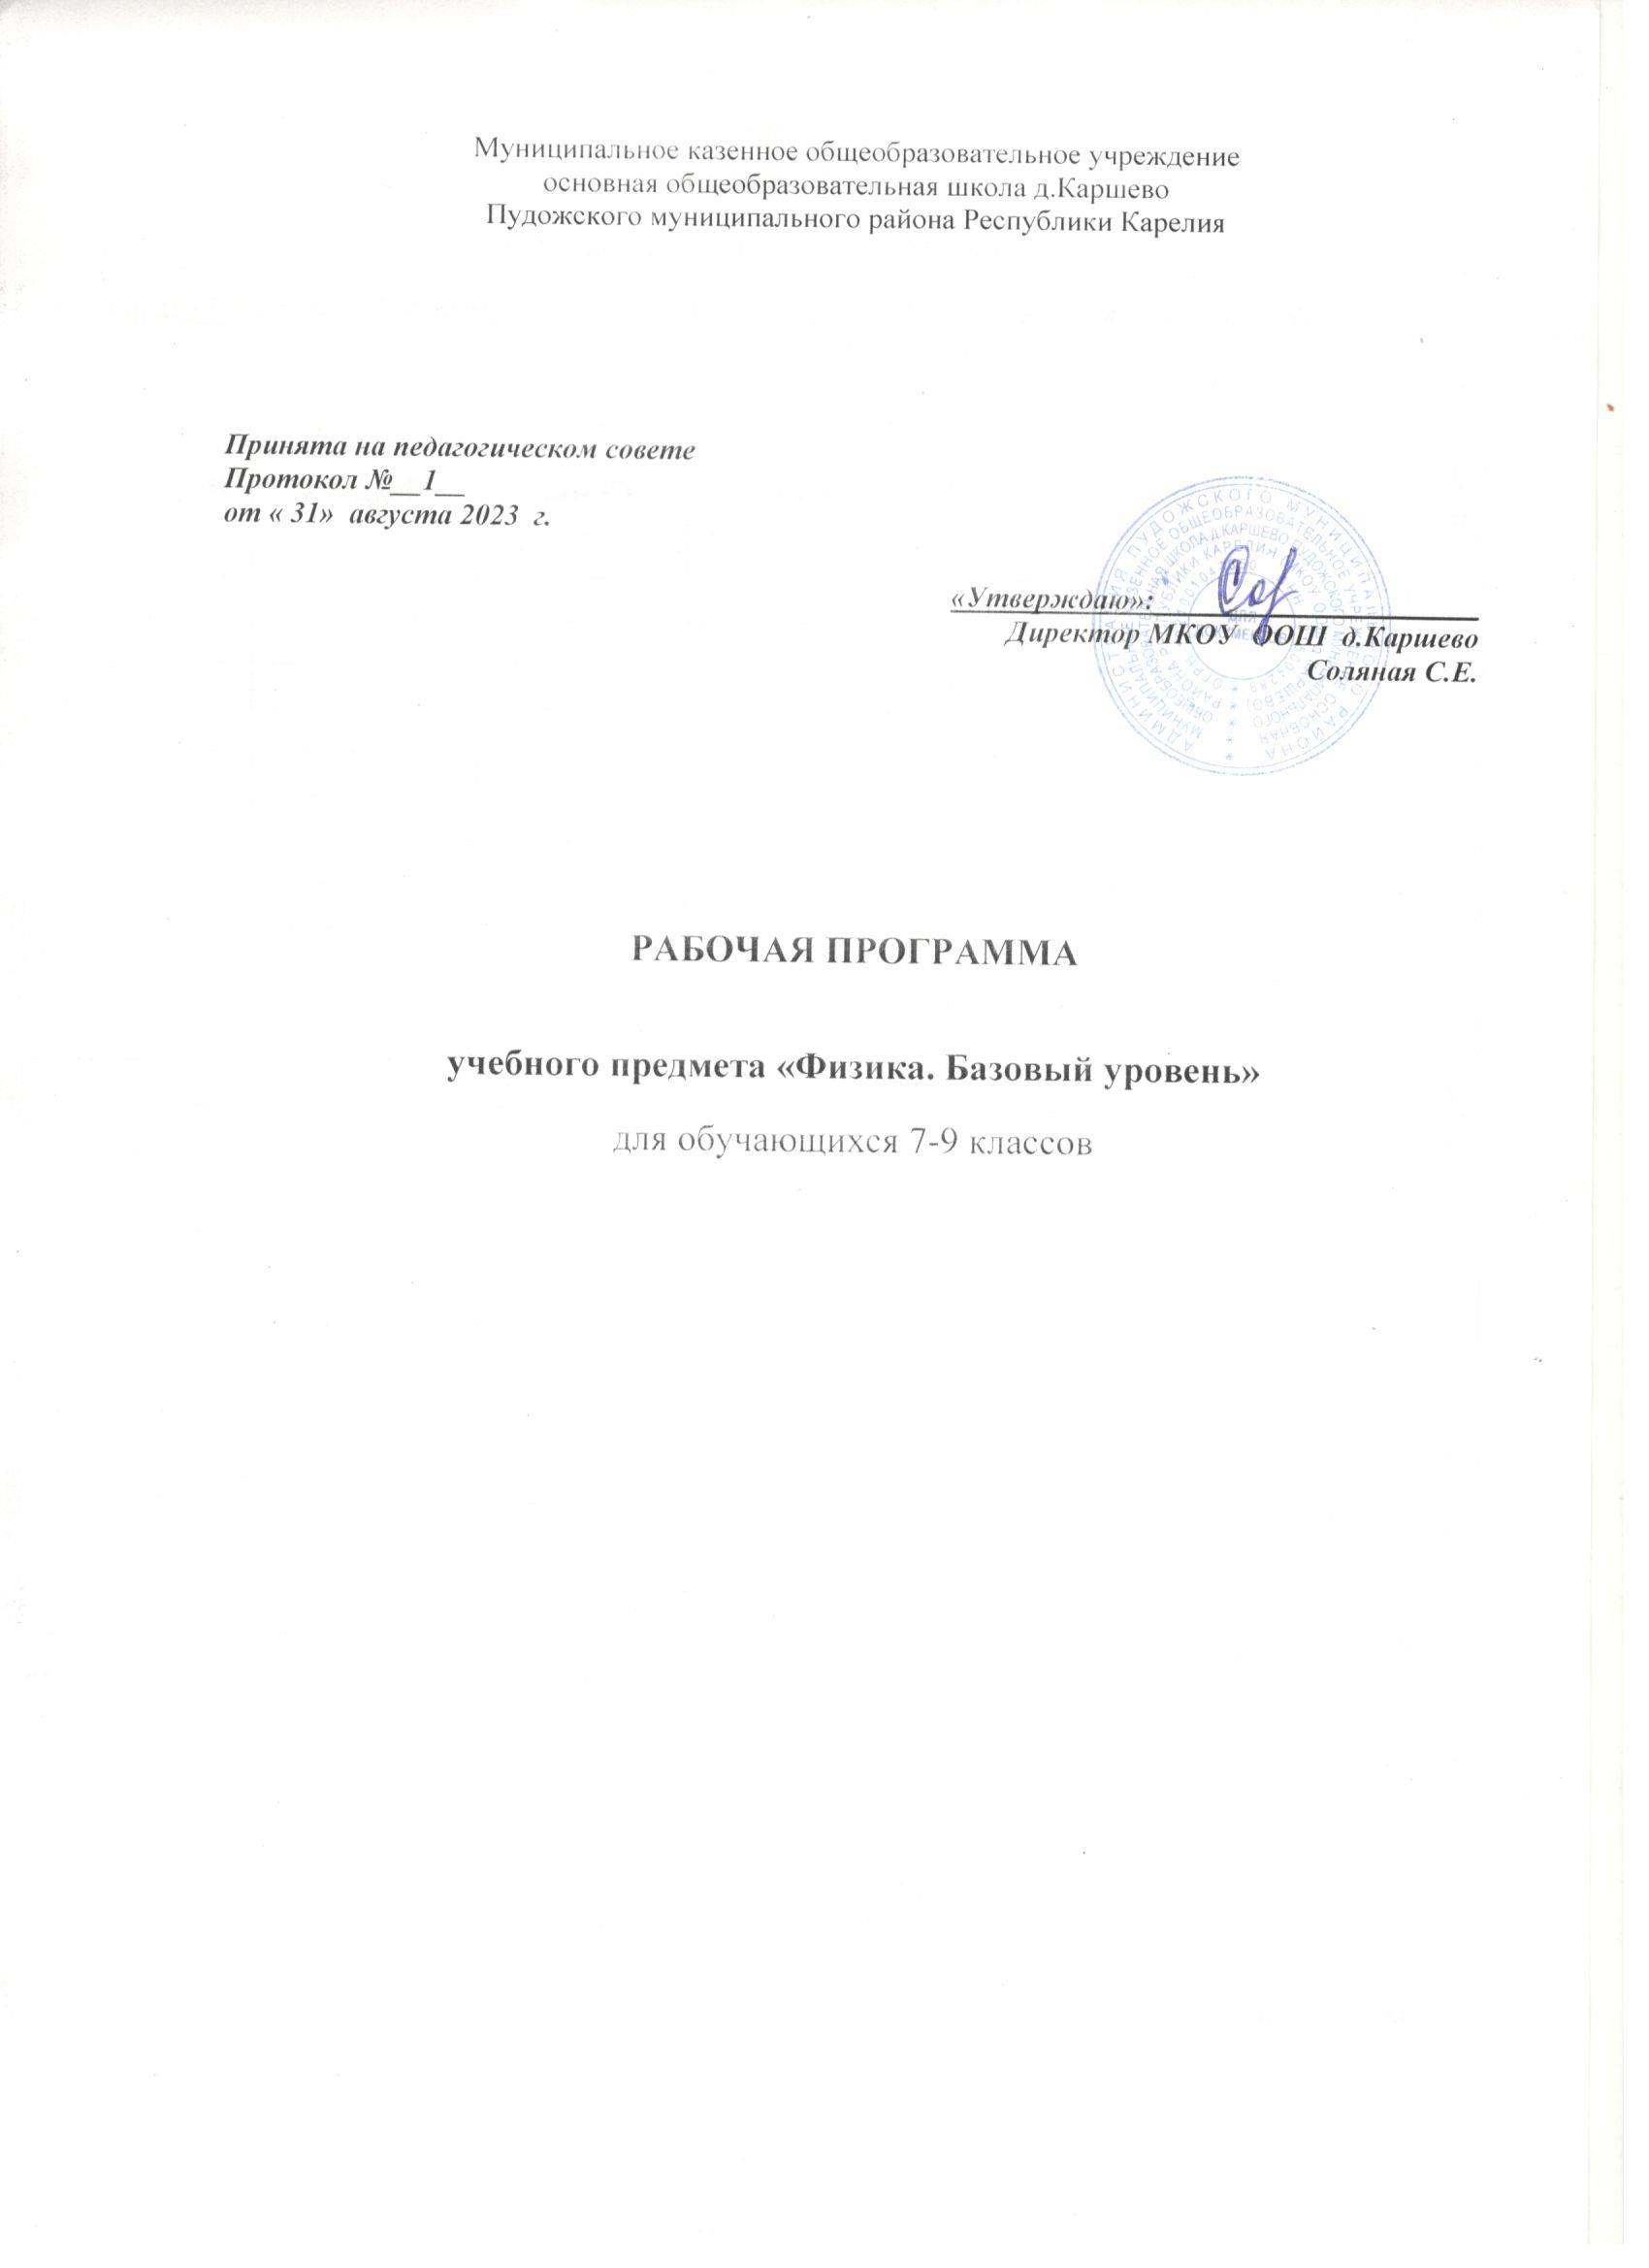 Муниципальное казенное общеобразовательное учреждение
основная общеобразовательная школа д.Каршево
Пудожского муниципального района Республики Карелия
Принята на педагогическом совете
Протокол №__1__
от « 31»  августа 2023  г.
«Утверждаю»:
Директор МКОУ  ООШ  д.Каршево
Соляная С.Е.
РАБОЧАЯ ПРОГРАММА
учебного предмета «Физика. Базовый уровень»
для обучающихся 7-9 классов